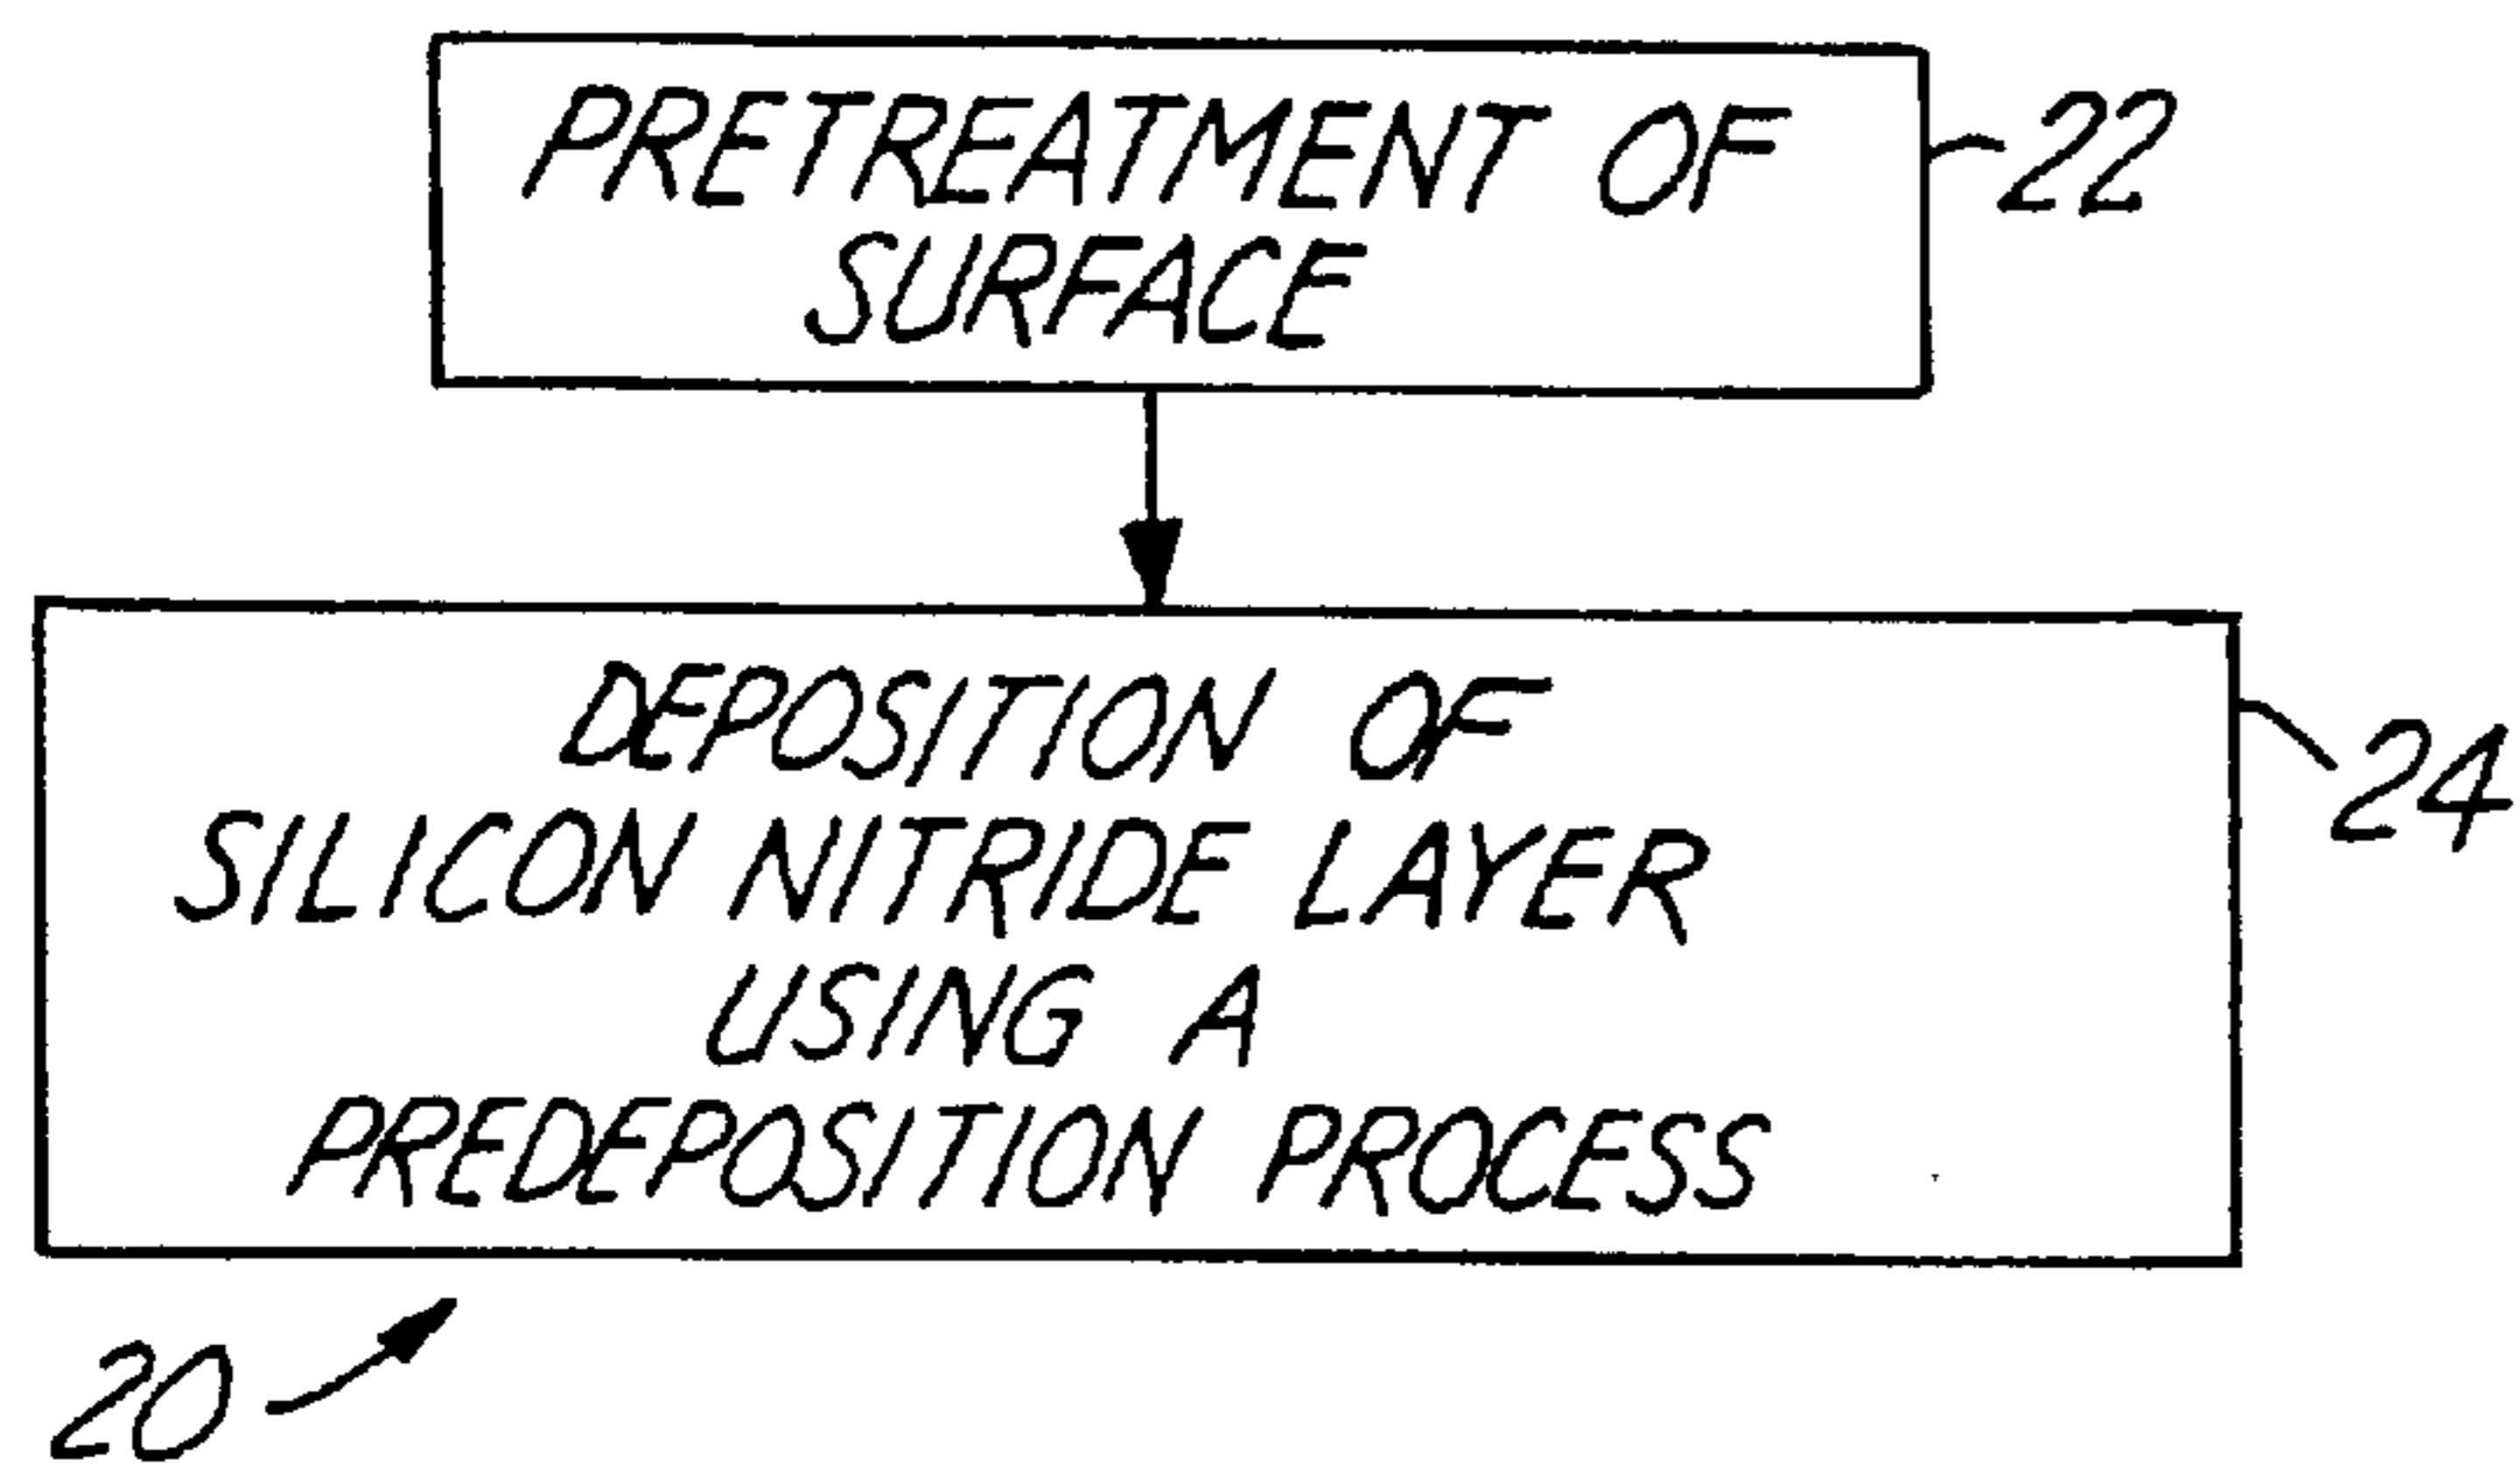 PRETREATMENT OF
SURFACE
22
DEPOSITION OF
SILICON NITRIDE LAYER
USING A
PREDEPOSITION PROCESS
24
20